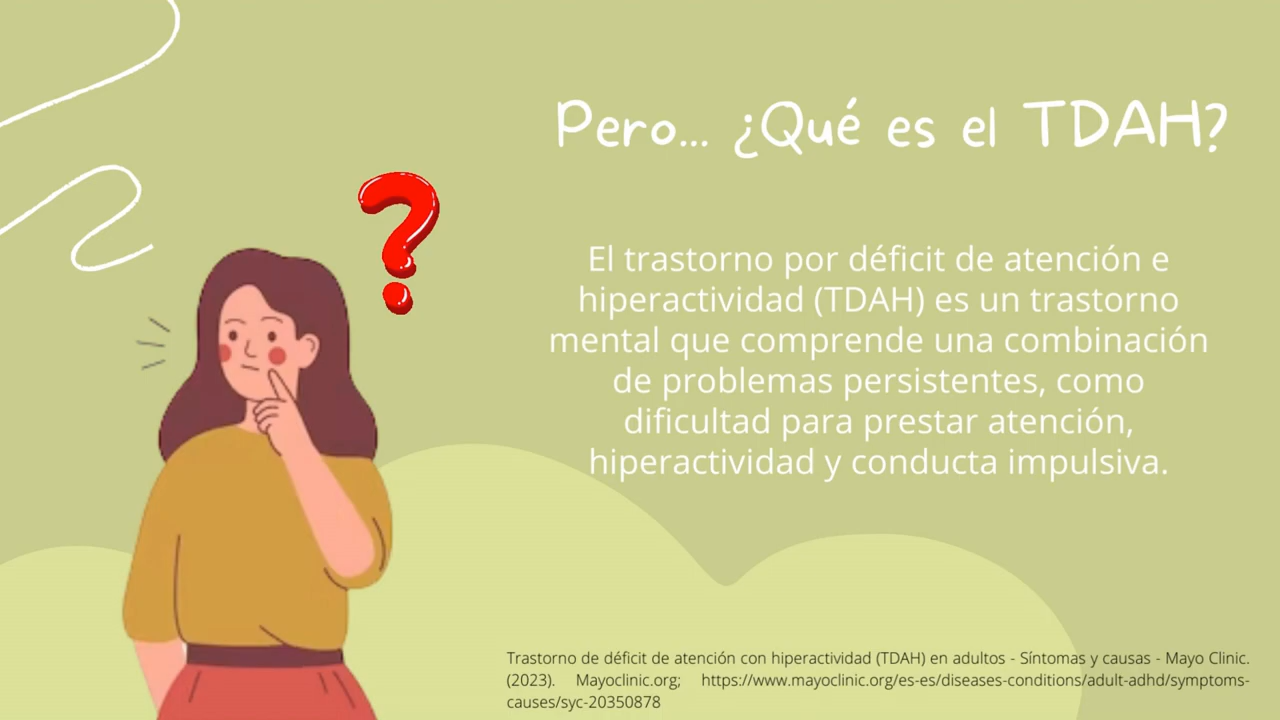 Pero... ¿Qué es el TDAH?
El trastorno por déficit de atención e
hiperactividad (TDAH) es un trastorno
mental que comprende una combinación
de problemas persistentes, como
dificultad para prestar atención,
hiperactividad y conducta impulsiva.
Trastorno de déficit de atención con hiperactividad (TDAH) en adultos - Síntomas y causas - Mayo Clinic.
(2023). Mayoclinic.org; https://www.mayoclinic.org/es-es/diseases-conditions/adult-adhd/symptoms-
causes/syc-20350878